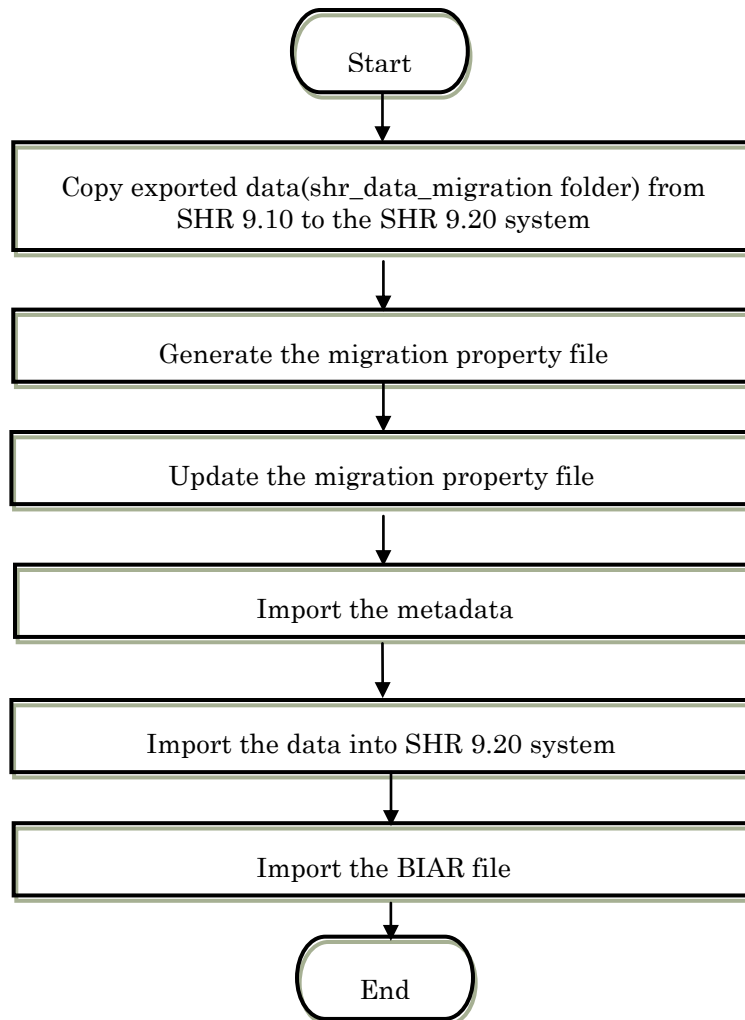 Start
Copy exported data(shr_data_migration folder) from
SHR 9.10 to the SHR 9.20 system
Generate the migration property file
Update the migration property file
Import the metadata
Import the data into SHR 9.20 system
Import the BIAR file
End